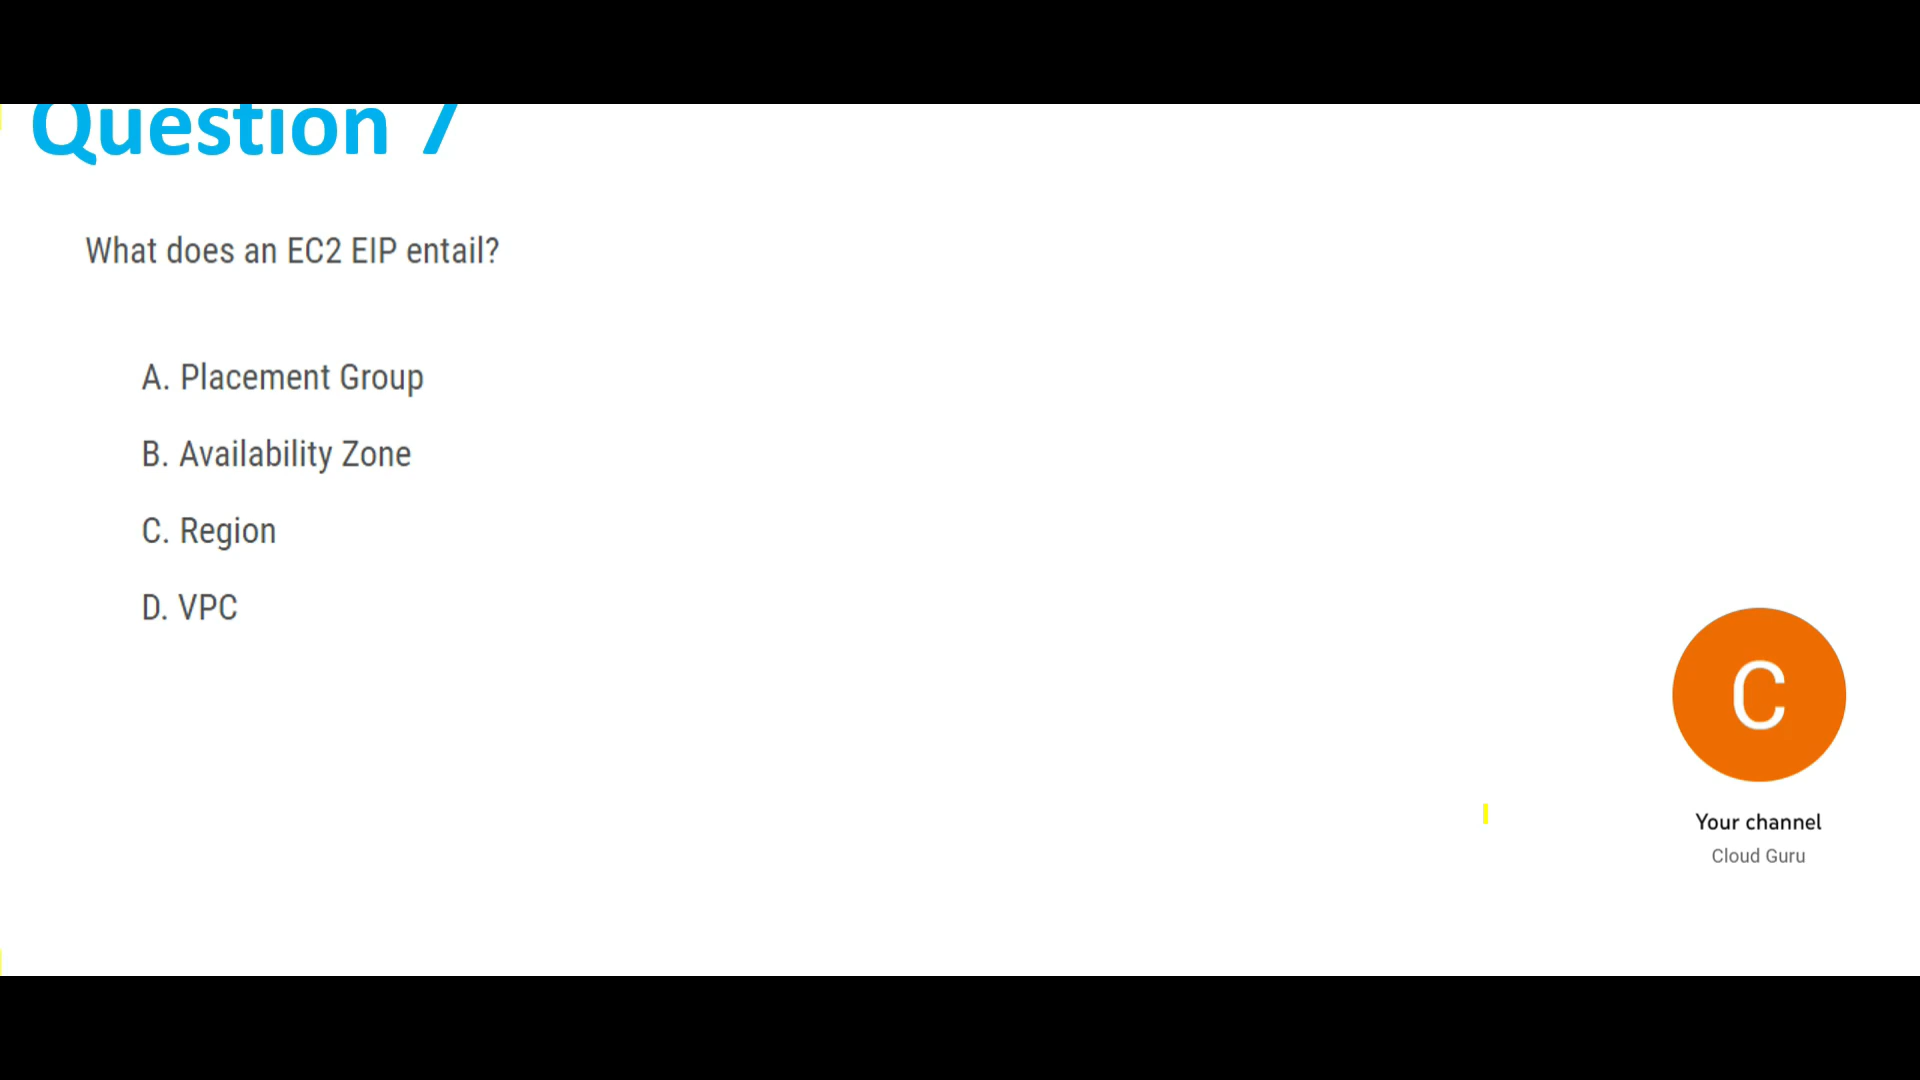 Question 7
What does an EC2 EIP entail?
A. Placement Group
B. Availability Zone
C. Region
D. VPC
C
Your channel
Cloud Guru